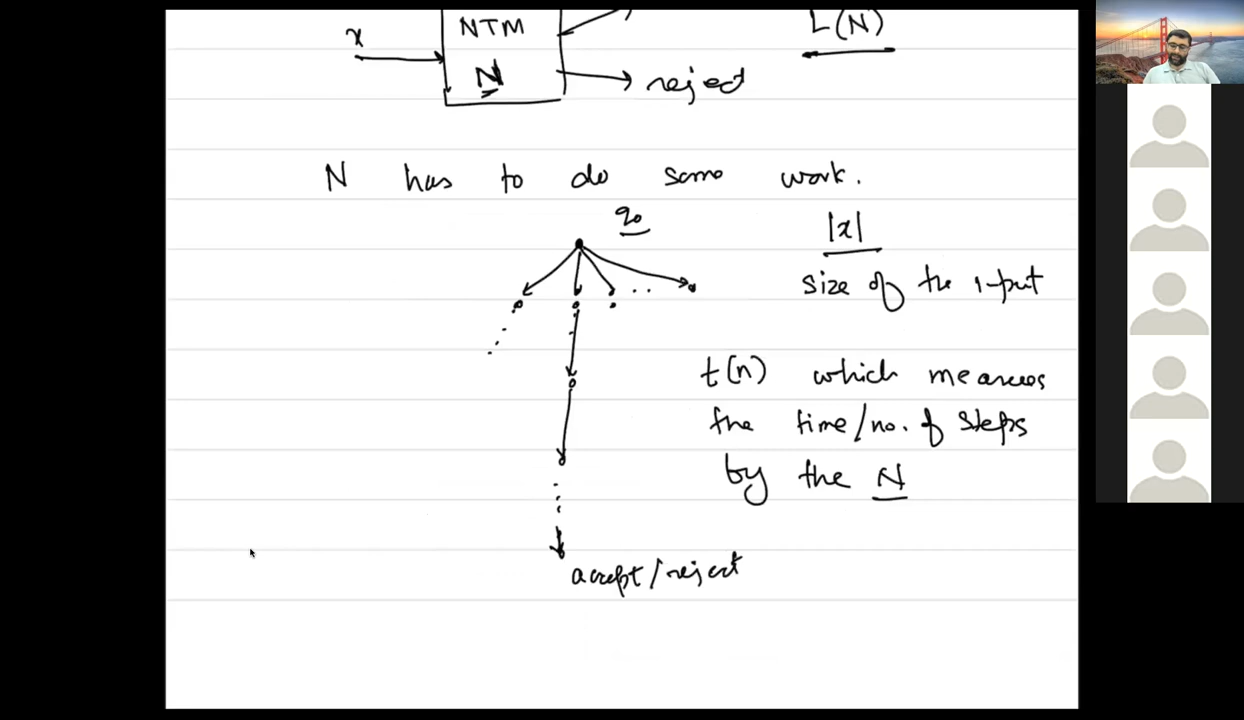 NTM
L(N)
x
N
reject
N has to do some work.
q0
|x|
size of the input
t(n) which measures
the time/no. of steps
by the N
accept/reject